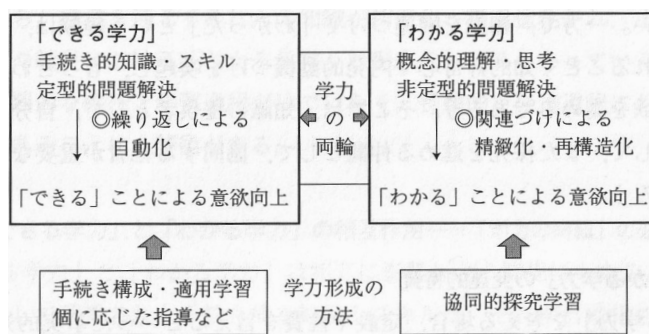 「できる学力」
手続き的知識・スキル
定型的問題解決
◎繰り返しによる
自動化
「できる」ことによる意欲向上
学力
の
両輪
「わかる学力」
概念的理解・思考
非定型的問題解決
◎関連づけによる
精緻化・再構造化
「わかる」ことによる意欲向上
手続き構成・適用学習
個に応じた指導など
学力形成の
方法
協同的探究学習